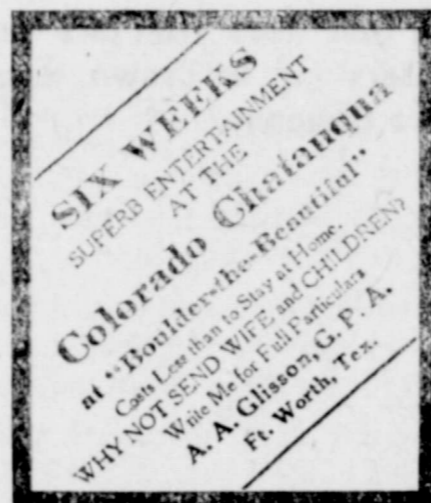 SIX WEEKS
SUPERB ENTERTAINMENT
AT THE
Colorado Chatauqua
at "Boulder-the-Beautiful"
Costs Less than to Stay at Home.
WHY NOT SEND WIFE and CHILDREN?
Write Me for Full Particulars
A. A. Glisson, G. P. A.
Ft. Worth, Tex.